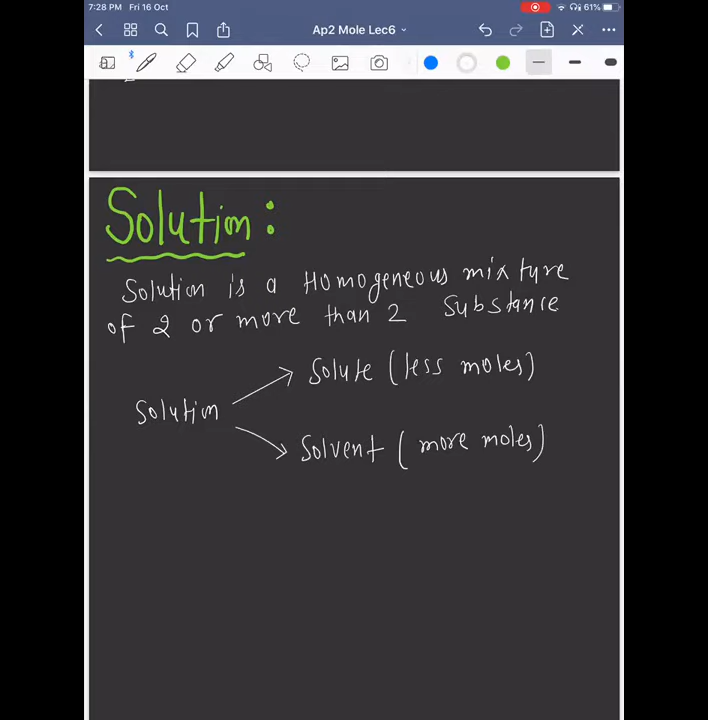 7:28 PM Fri 16 Oct 61%
Ap2 Mole Lec6
Solution:
Solution is a Homogeneous mixture
of 2 or more than 2 Substance
Solute (less moles)
Solution
Solvent (more moles)